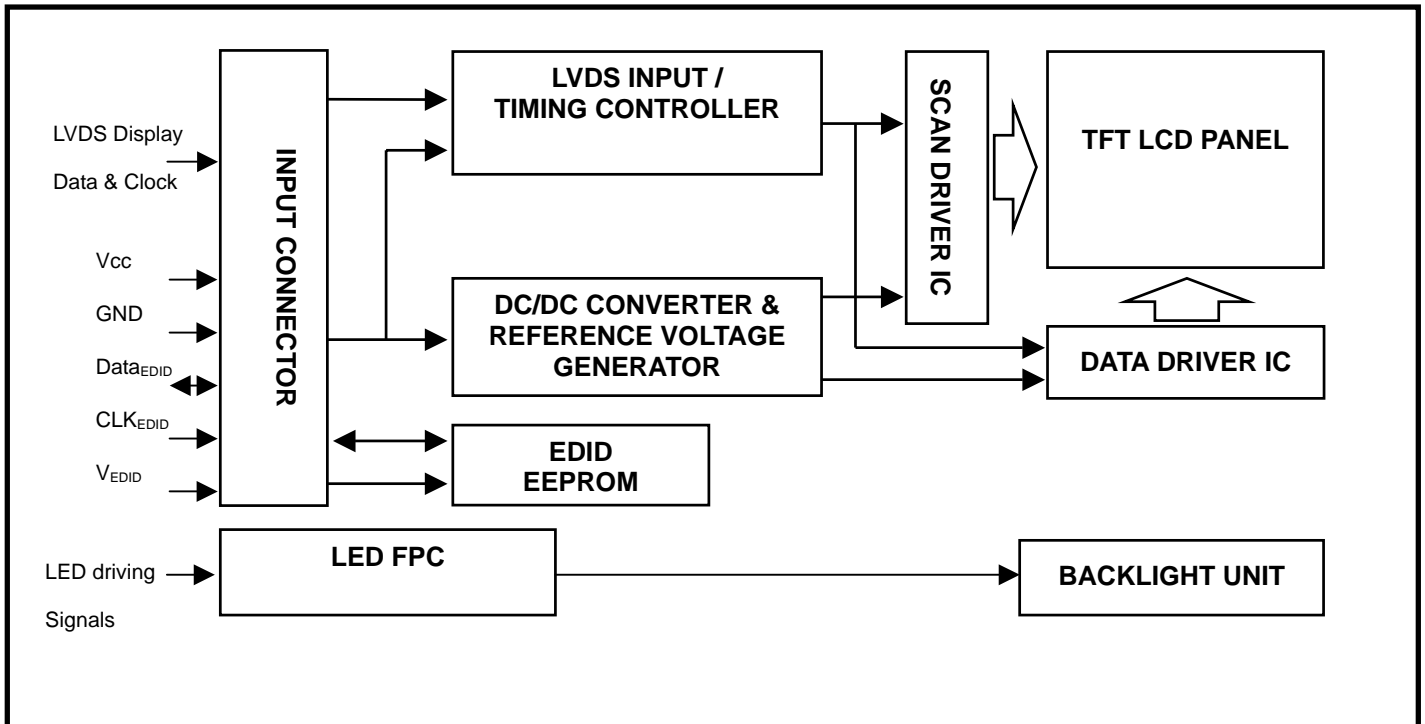 LVDS Display
Data & Clock
Vcc
GND
DataEDID
CLKEDID
VEDID
INPUT CONNECTOR
LVDS INPUT /
TIMING CONTROLLER
DC/DC CONVERTER &
REFERENCE VOLTAGE
GENERATOR
EDID
EEPROM
SCAN DRIVER IC
TFT LCD PANEL
DATA DRIVER IC
LED driving
Signals
LED FPC
BACKLIGHT UNIT